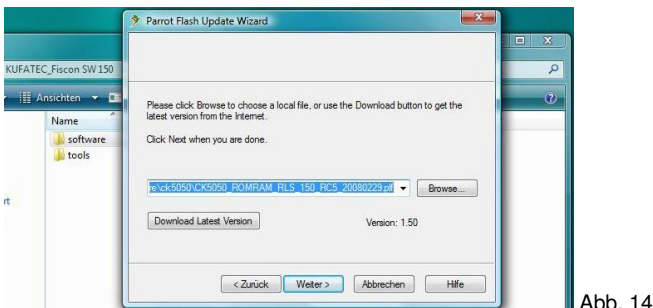 Parrot Flash Update Wizard
KUFATEC_Fiscon SW150
Ansichten
Name
software
tools
Please click Browse to choose a local file, or use the Download button to get the
latest version from the Internet.
Click Next when you are done.
re\ck5050\CK5050_ROMRAM_RLS_150_RC5_20080229.plf
Browse...
Download Latest Version
Version: 1.50
< Zurück
Weiter >
Abbrechen
Hilfe
Abb. 14